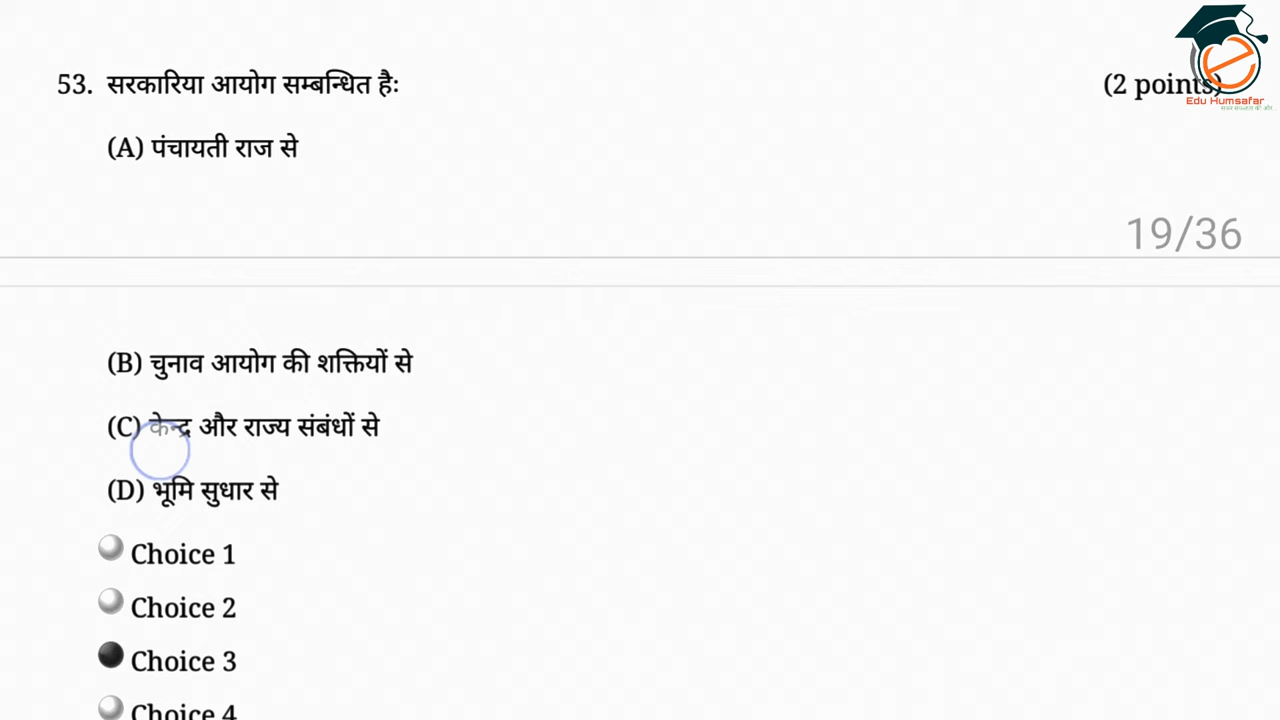 53. सरकारिया आयोग सम्बन्धित हैः (2 points)
Edu Humsafar
(A) पंचायती राज से
19/36
(B) चुनाव आयोग की शक्तियों से
(C) केन्द्र और राज्य संबंधों से
(D) भूमि सुधार से
Choice 1
Choice 2
Choice 3
Choice 4